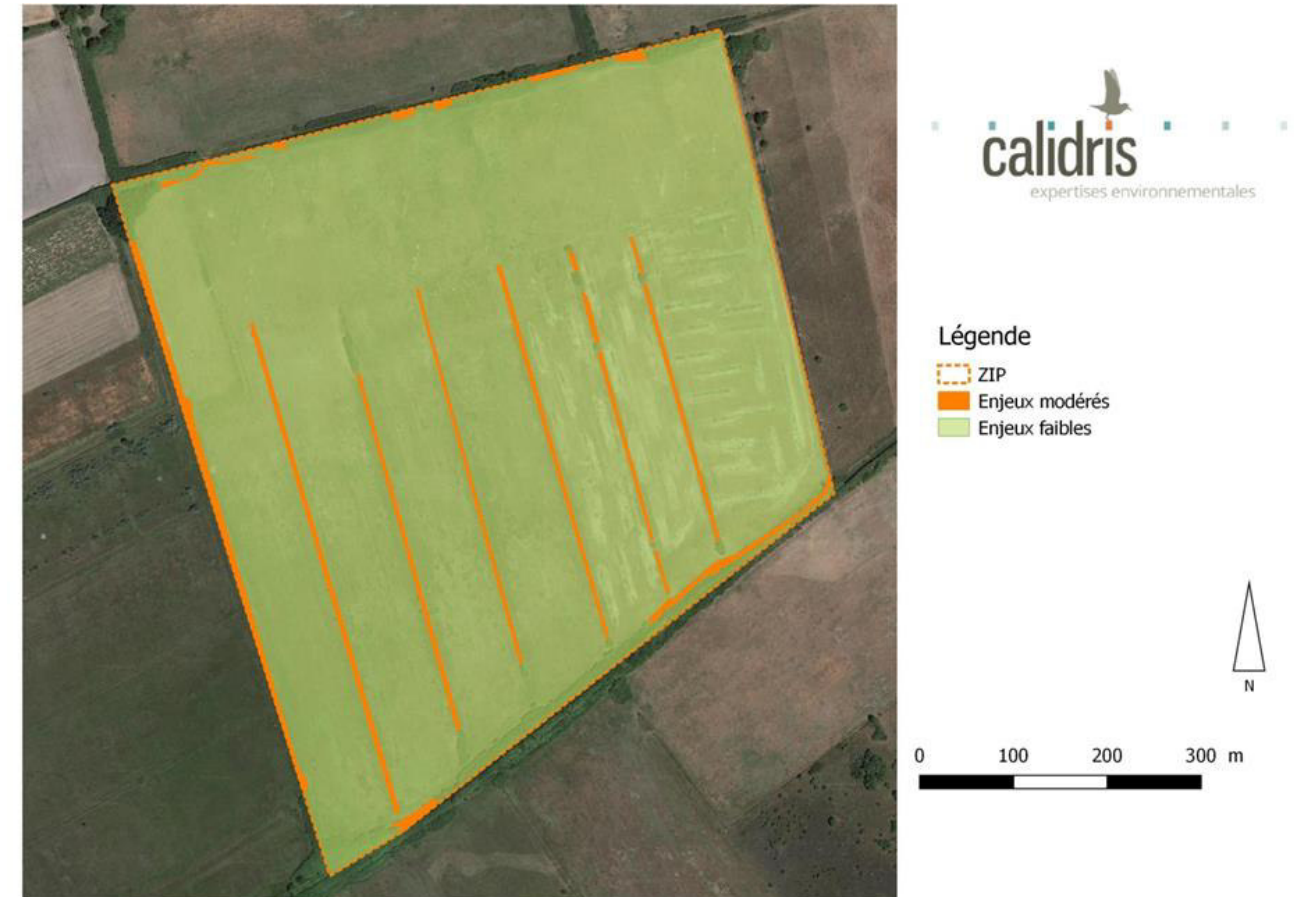 calidris
expertises environnementales
Légende
ZIP
Enjeux modérés
Enjeux faibles
N
0 100 200 300 m